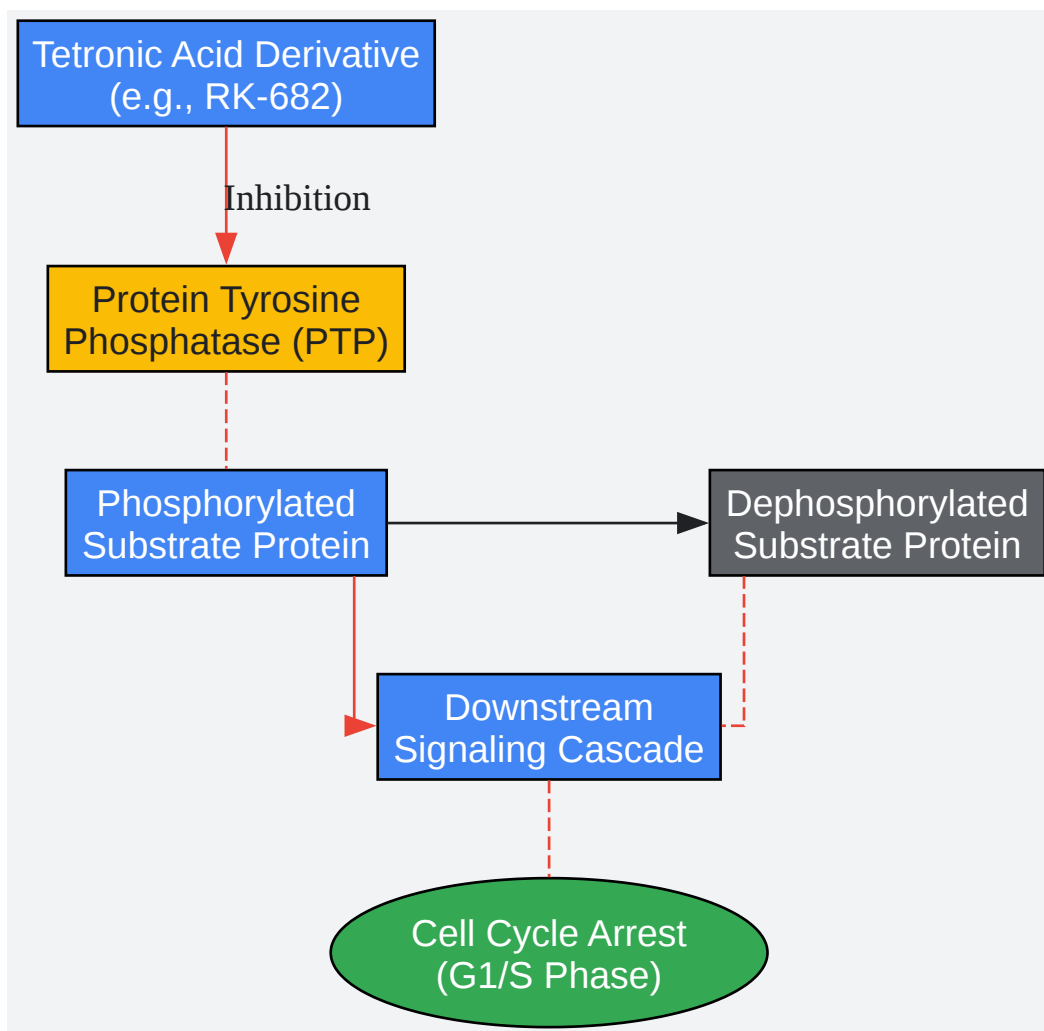 Tetronic Acid Derivative
(e.g., RK-682)
Inhibition
Protein Tyrosine
Phosphatase (PTP)
Phosphorylated
Substrate Protein
Dephosphorylated
Substrate Protein
Downstream
Signaling Cascade
Cell Cycle Arrest
(G1/S Phase)